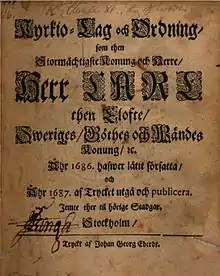 Kyrkio-Lag och Ordning/
som then
Stormächtigste Konung och Herre/
Herr CARL
then Elofte/
Sweriges/ Göthes och Wändes
Konung/ ꝛc.
Åhr 1686. hafwer låtit författa/
och
Åhr 1687. af Trycket utgå och publicera.
Jemte ther til hörige Stadgar.
Stockholm/
Tryckt af Johan Georg Eberdt.